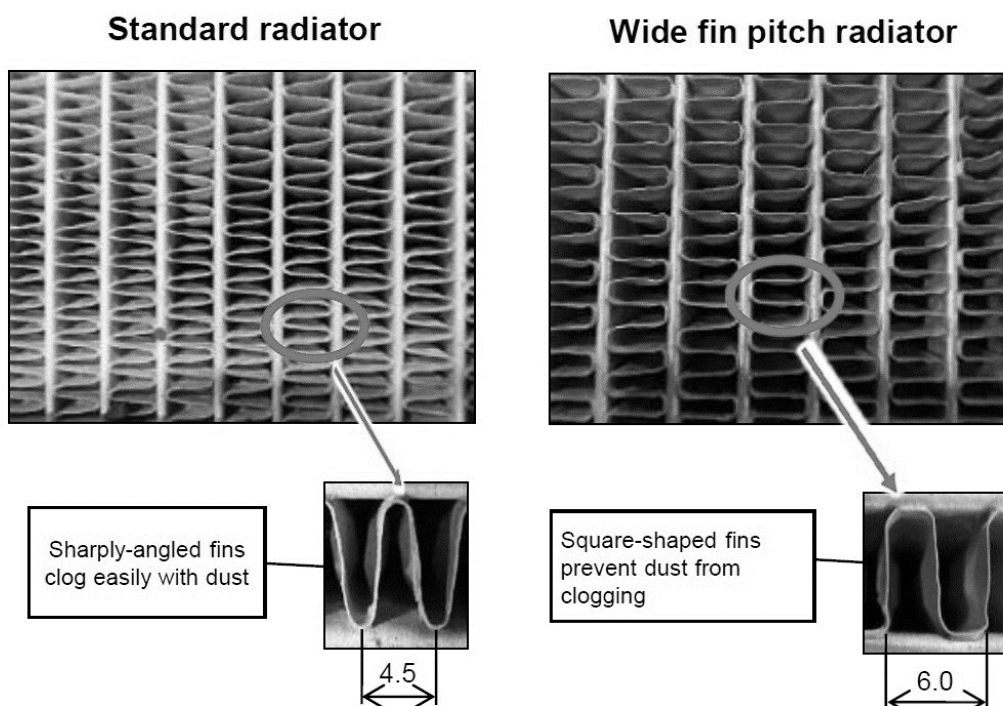 Standard radiator
Wide fin pitch radiator
Sharply-angled fins
clog easily with dust
Square-shaped fins
prevent dust from
clogging
4.5
6.0